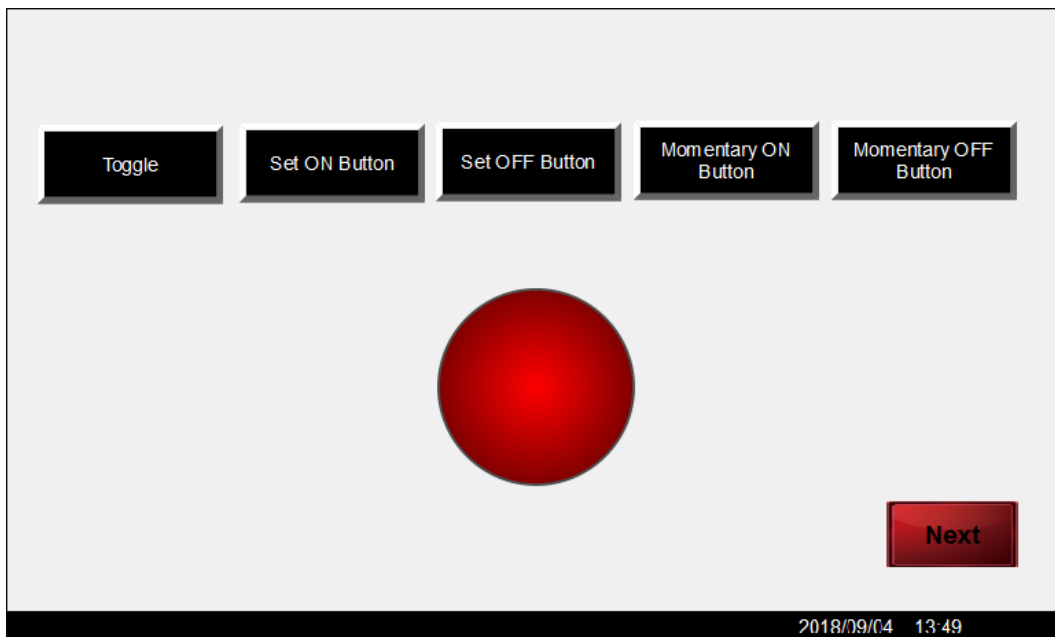 Toggle
Set ON Button
Set OFF Button
Momentary ON
Button
Momentary OFF
Button
Next
2018/09/04 13:49